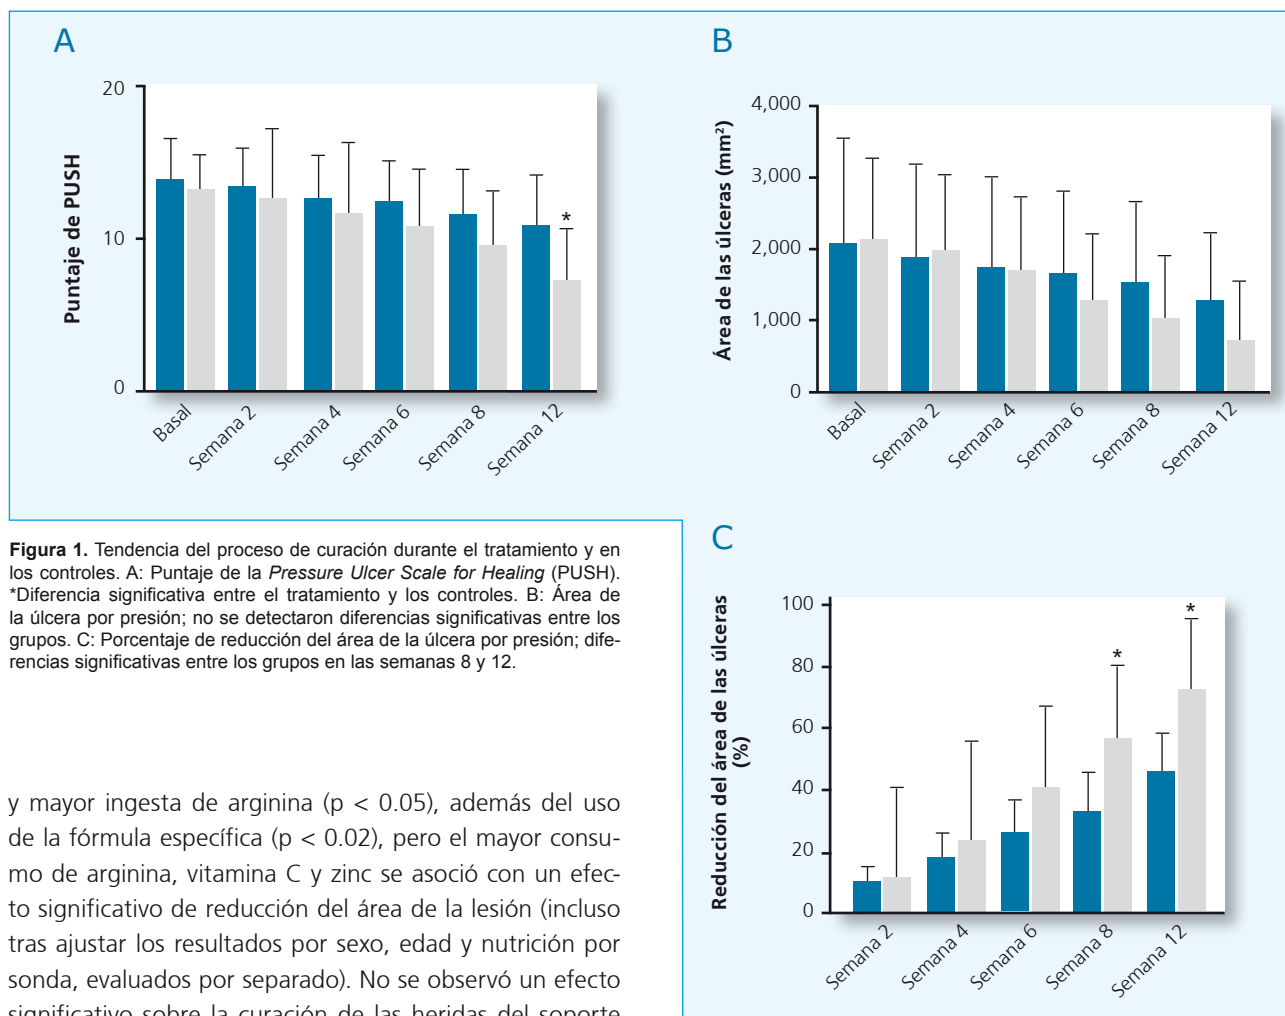 A
Puntaje de PUSH
20
10
0
Basal
Semana 2
Semana 4
Semana 6
Semana 8
Semana 12
*
B
Área de las úlceras (mm²)
4,000
3,000
2,000
1,000
0
Basal
Semana 2
Semana 4
Semana 6
Semana 8
Semana 12
Figura 1. Tendencia del proceso de curación durante el tratamiento y en
los controles. A: Puntaje de la Pressure Ulcer Scale for Healing (PUSH).
*Diferencia significativa entre el tratamiento y los controles. B: Área de
la úlcera por presión; no se detectaron diferencias significativas entre los
grupos. C: Porcentaje de reducción del área de la úlcera por presión; dife-
rencias significativas entre los grupos en las semanas 8 y 12.
y mayor ingesta de arginina (p < 0.05), además del uso
de la fórmula específica (p < 0.02), pero el mayor consu-
mo de arginina, vitamina C y zinc se asoció con un efec-
to significativo de reducción del área de la lesión (incluso
tras ajustar los resultados por sexo, edad y nutrición por
sonda, evaluados por separado). No se observó un efecto
significativo sobre la curación de las heridas del soporte
C
Reducción del área de las úlceras
(%)
100
80
60
40
20
0
*
*
Semana 2
Semana 4
Semana 6
Semana 8
Semana 12